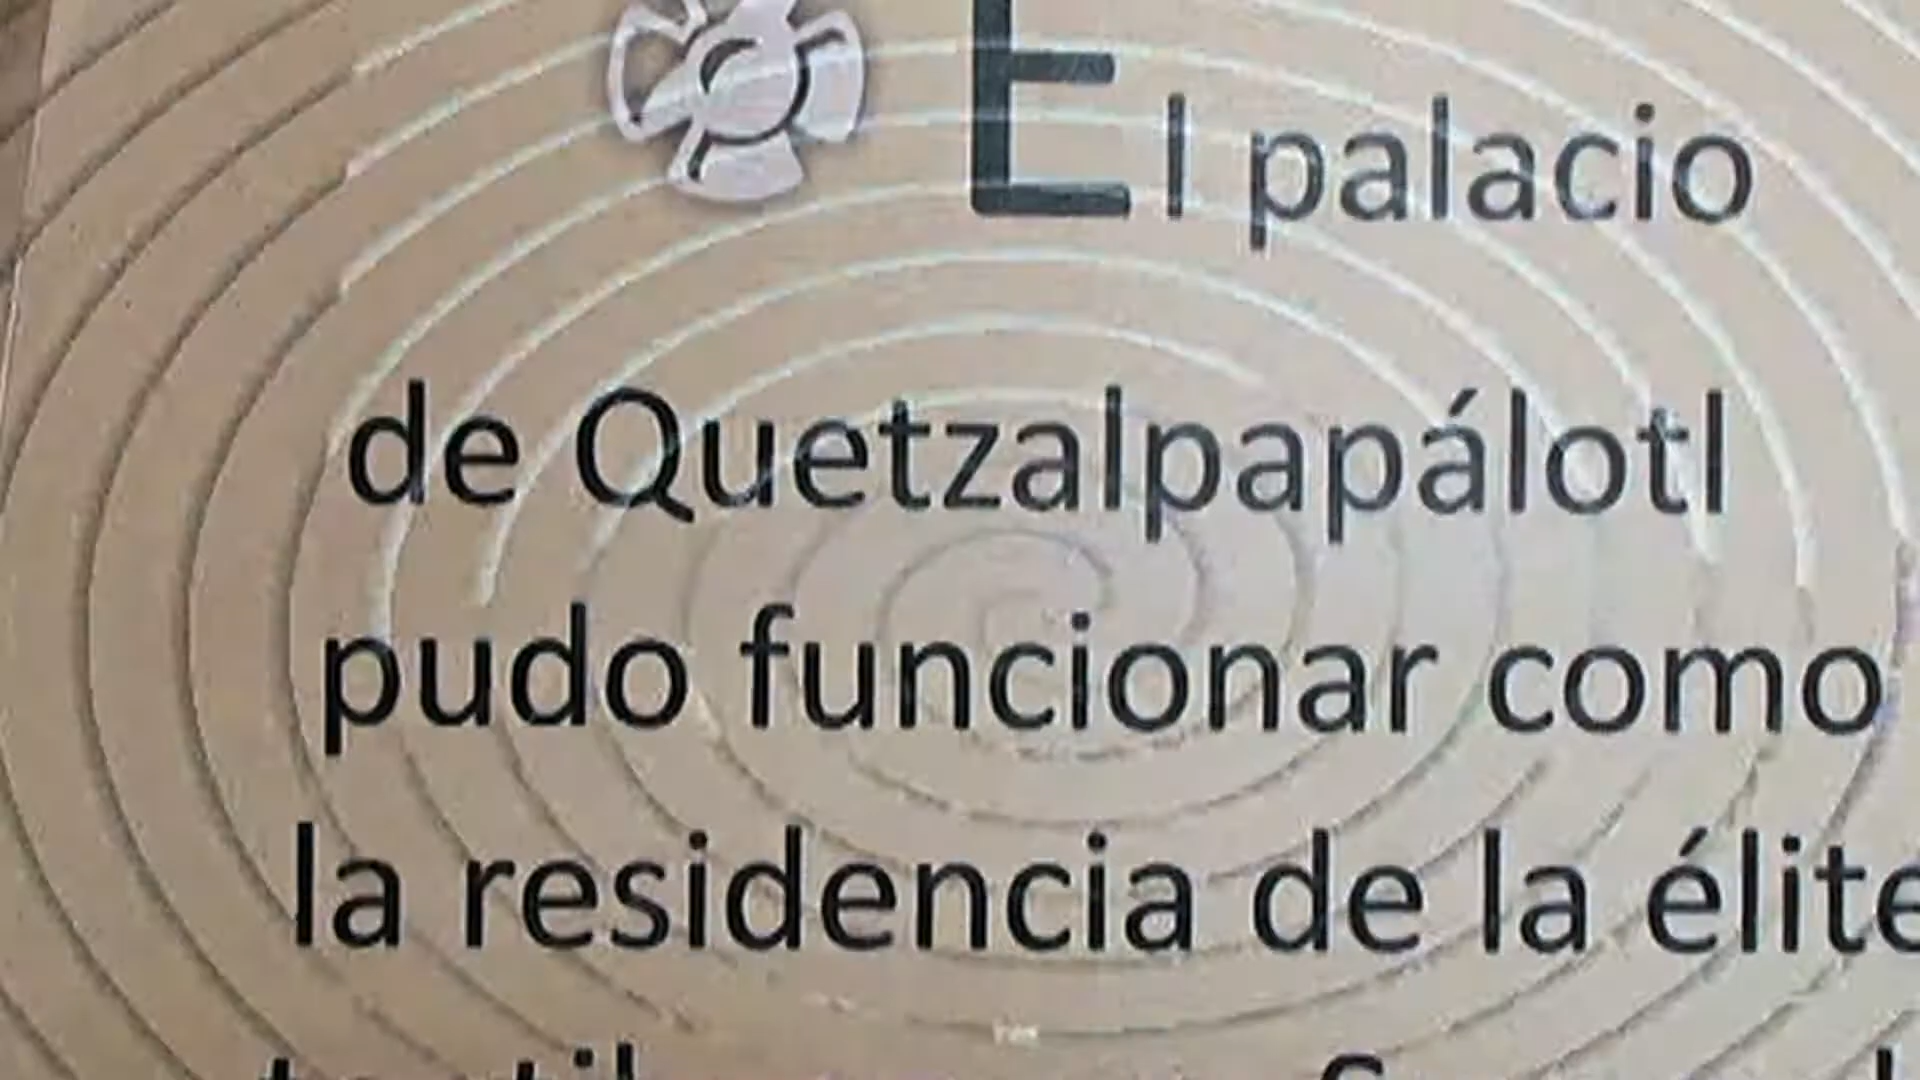 El palacio
de Quetzalpapálotl
pudo funcionar como
la residencia de la élite